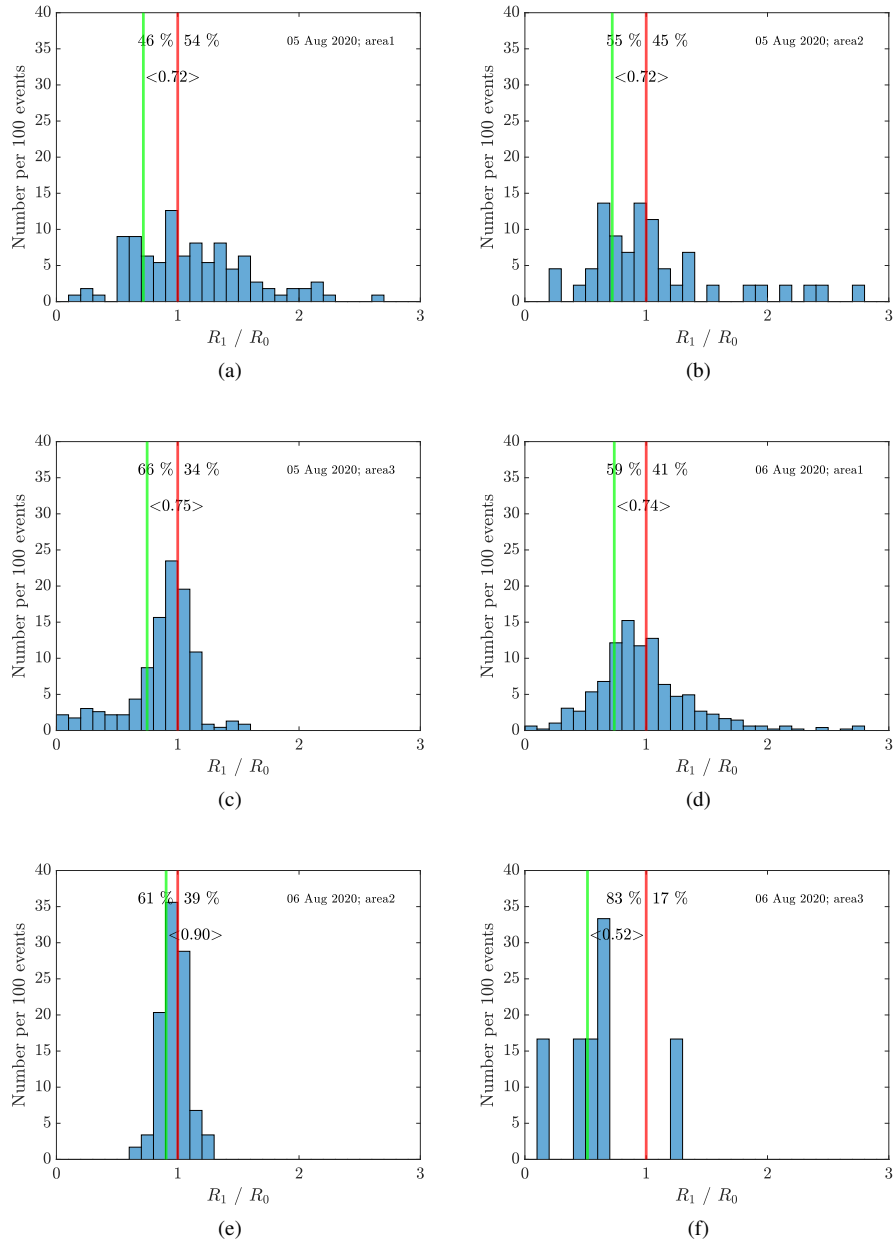 46 % 54 %
05 Aug 2020; area1
<0.72>
Number per 100 events
40
35
30
25
20
15
10
5
0
0 1 2 3
R₁ / R₀
(a)
55 % 45 %
05 Aug 2020; area2
<0.72>
Number per 100 events
40
35
30
25
20
15
10
5
0
0 1 2 3
R₁ / R₀
(b)
66 % 34 %
05 Aug 2020; area3
<0.75>
Number per 100 events
40
35
30
25
20
15
10
5
0
0 1 2 3
R₁ / R₀
(c)
59 % 41 %
06 Aug 2020; area1
<0.74>
Number per 100 events
40
35
30
25
20
15
10
5
0
0 1 2 3
R₁ / R₀
(d)
61 % 39 %
06 Aug 2020; area2
<0.90>
Number per 100 events
40
35
30
25
20
15
10
5
0
0 1 2 3
R₁ / R₀
(e)
83 % 17 %
06 Aug 2020; area3
<0.52>
Number per 100 events
40
35
30
25
20
15
10
5
0
0 1 2 3
R₁ / R₀
(f)